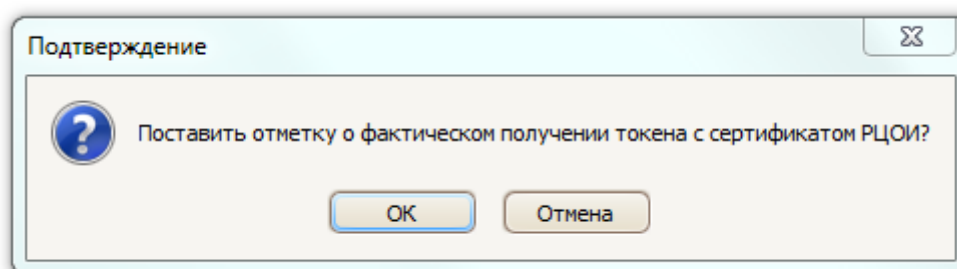 Подтверждение
Поставить отметку о фактическом получении токена с сертификатом РЦОИ?
ОК
Отмена